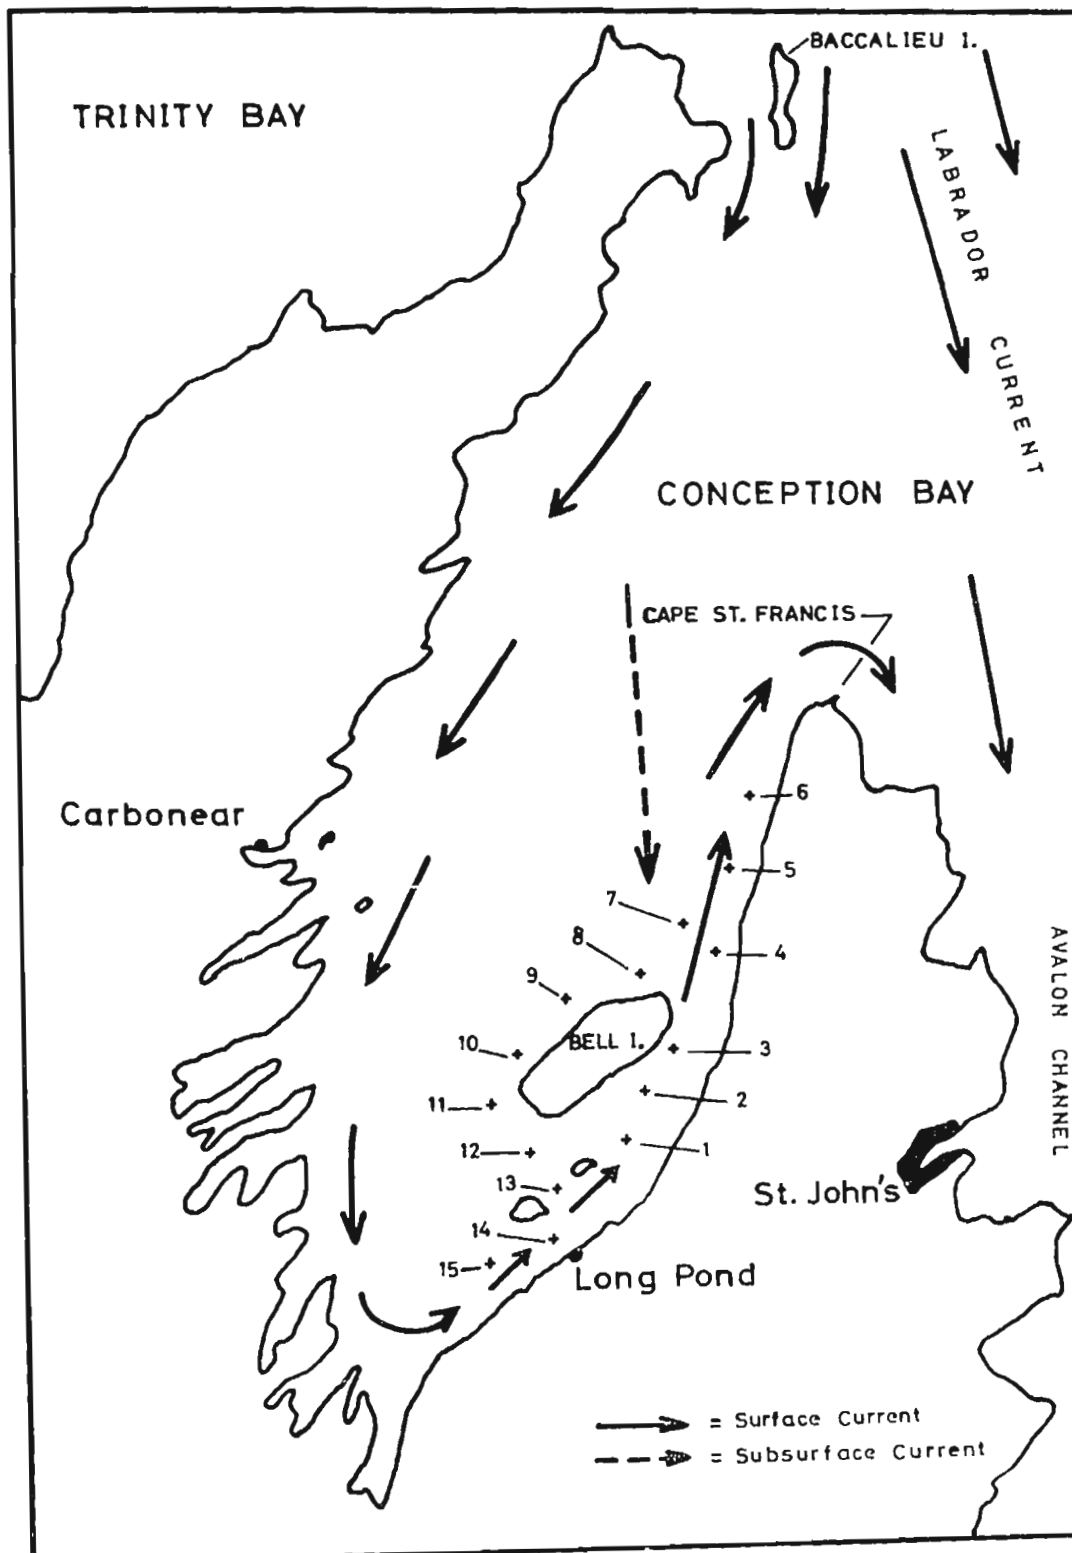 BACCALIEU I.
TRINITY BAY
LABRADOR
CURRENT
CONCEPTION BAY
CAPE ST. FRANCIS
6
Carbonear
5
7
4
8
9
AVALON CHANNEL
10
BELL I.
3
11
2
12
1
13
St. John's
14
15
Long Pond
= Surface Current
= Subsurface Current